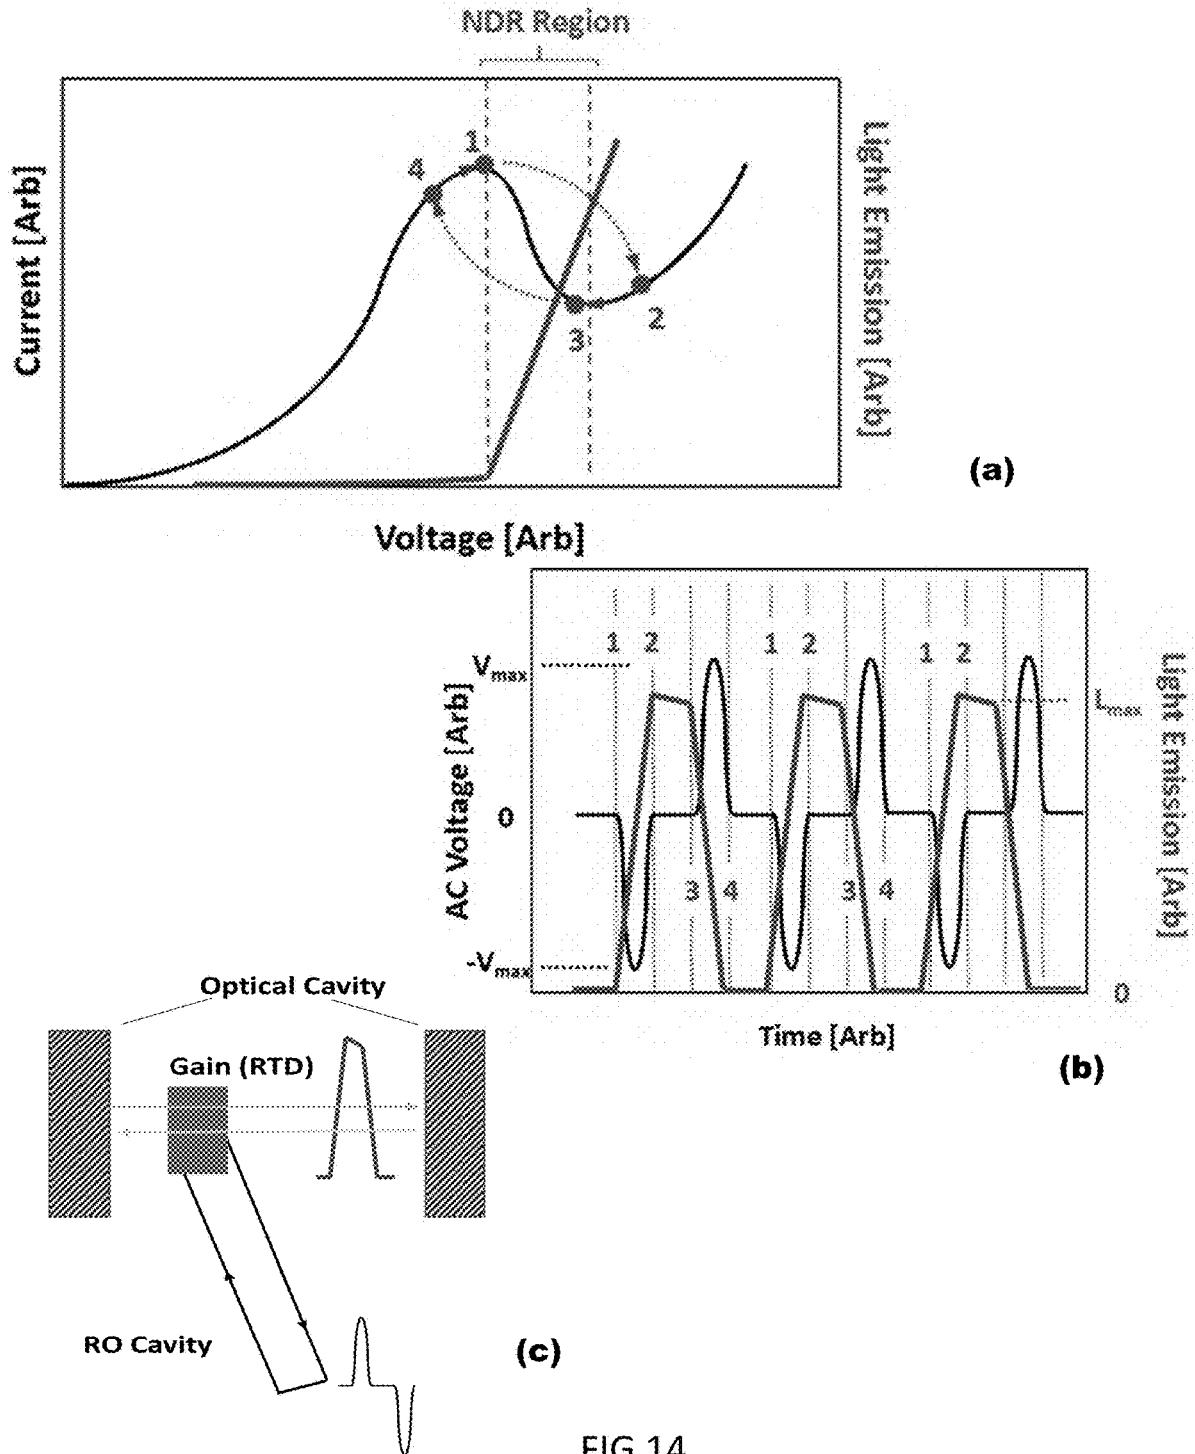 NDR Region
Current [Arb]
4
1
3
2
Light Emission [Arb]
(a)
Voltage [Arb]
AC Voltage [Arb]
Vmax
0
-Vmax
1 2 1 2 1 2
3 4 3 4
Lmax
0
Light Emission [Arb]
Time [Arb]
(b)
Optical Cavity
Gain (RTD)
RO Cavity
(c)
FIG 14